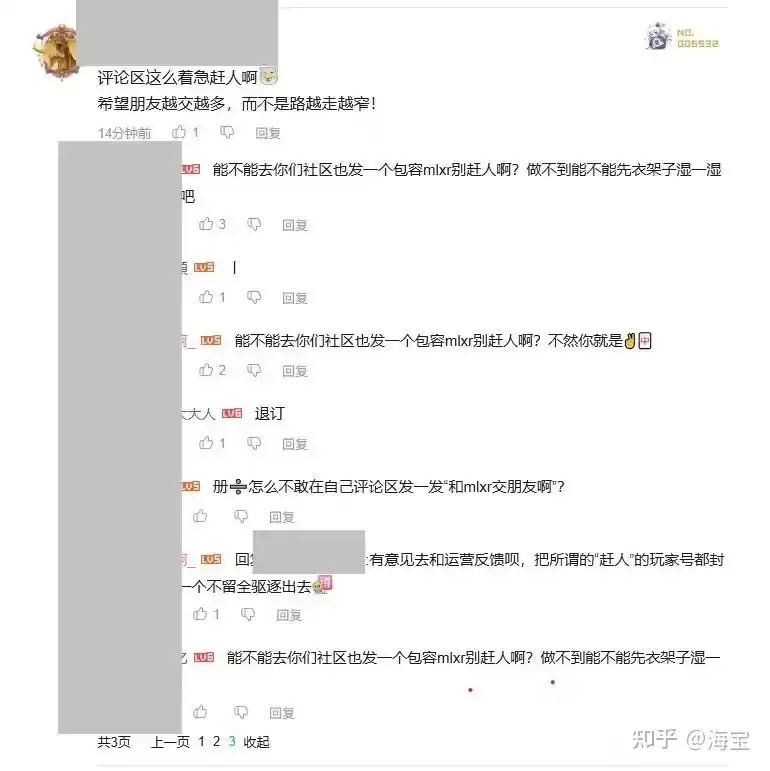 NO.
006532
评论区这么着急赶人啊
希望朋友越交越多，而不是路越走越窄！
14分钟前 1 回复
LV6 能不能去你们社区也发一个包容mlxr别赶人啊？做不到能不能先衣架子湿一湿
吧
3 回复
LV5 丨
1 回复
_ LV5 能不能去你们社区也发一个包容mlxr别赶人啊？不然你就是✌🀄
2 回复
大人 LV6 退订
1 回复
LV5 册➗怎么不敢在自己评论区发一发“和mlxr交朋友啊”？
回复
_ LV5 有意见去和运营反馈呗，把所谓的“赶人”的玩家号都封
一个不留全驱逐出去
1 回复
LV6 能不能去你们社区也发一个包容mlxr别赶人啊？做不到能不能先衣架子湿一
回复
共3页 上一页 1 2 3 收起
知乎 @海宝